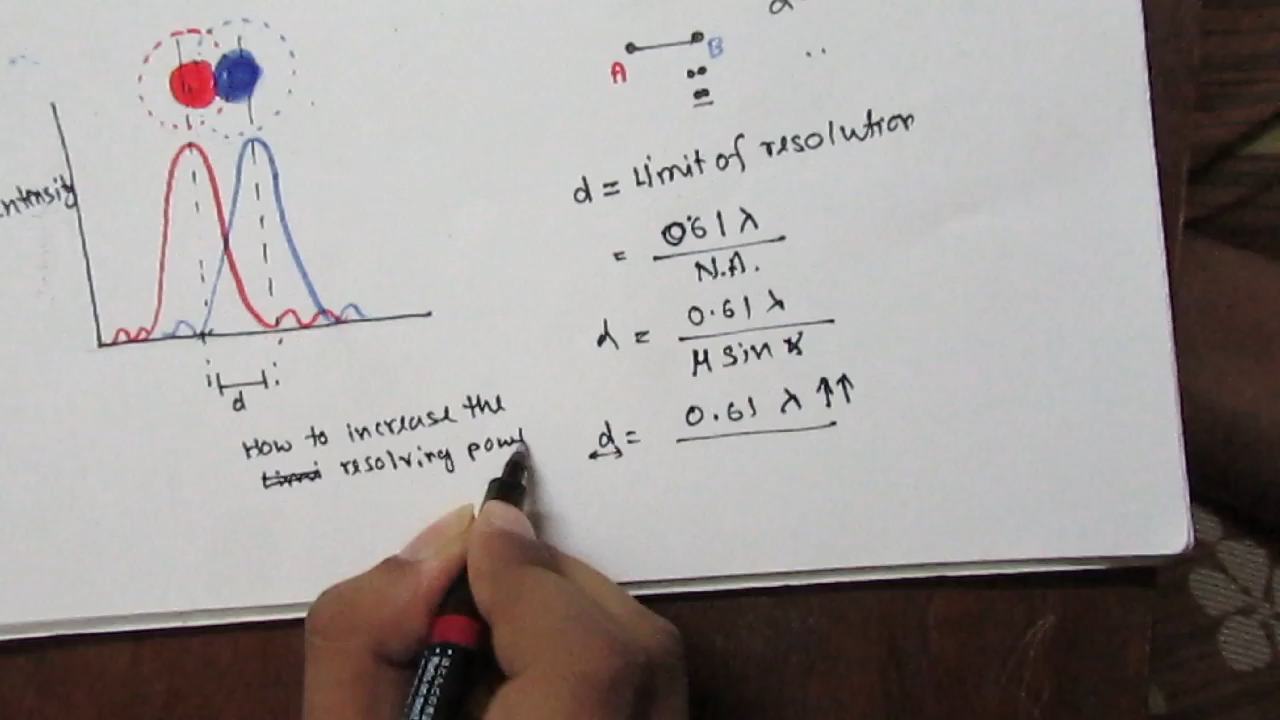 Intensity
d
How to increase the
resolving pow
A
B
d = Limit of resolution
= 0.61 λ
N.A.
d = 0.61 λ
μ sin α
d = 0.61 λ ↑↑